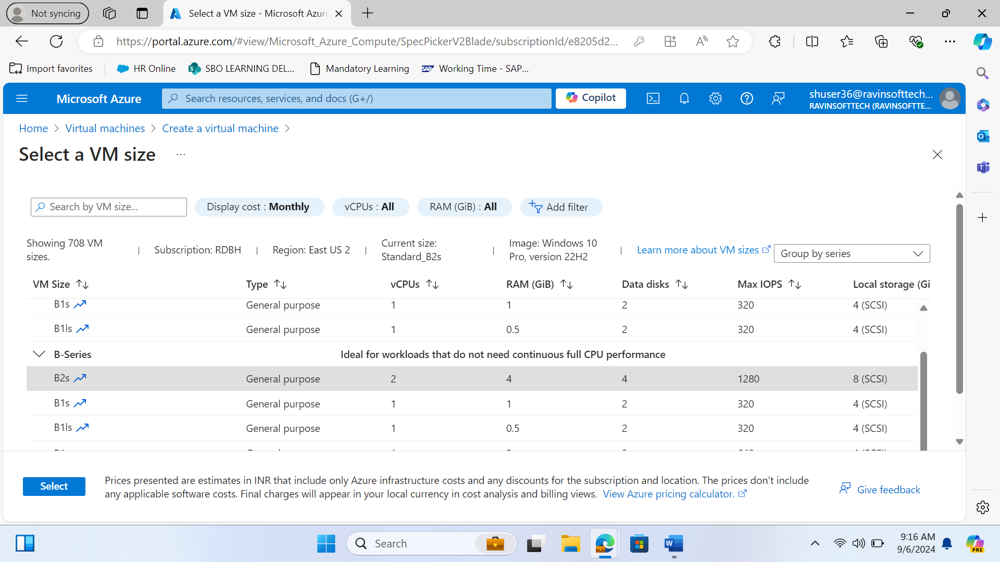 Not syncing
Select a VM size - Microsoft Azure
https://portal.azure.com/#view/Microsoft_Azure_Compute/SpecPickerV2Blade/subscriptionId/e8205d2...
Import favorites
HR Online
SBO LEARNING DEL...
Mandatory Learning
Working Time - SAP...
Microsoft Azure
Search resources, services, and docs (G+/)
Copilot
shuser36@ravinsofttech...
RAVINSOFTTECH (RAVINSOFTTE...
Home > Virtual machines > Create a virtual machine >
Select a VM size ...
Search by VM size...
Display cost : Monthly
vCPUs : All
RAM (GiB) : All
Add filter
Showing 708 VM
sizes.
Subscription: RDBH
Region: East US 2
Current size:
Standard_B2s
Image: Windows 10
Pro, version 22H2
Learn more about VM sizes
Group by series
VM Size Type vCPUs RAM (GiB) Data disks Max IOPS Local storage (Gi
B1s General purpose 1 1 2 320 4 (SCSI)
B1ls General purpose 1 0.5 2 320 4 (SCSI)
B-Series Ideal for workloads that do not need continuous full CPU performance
B2s General purpose 2 4 4 1280 8 (SCSI)
B1s General purpose 1 1 2 320 4 (SCSI)
B1ls General purpose 1 0.5 2 320 4 (SCSI)
Select
Prices presented are estimates in INR that include only Azure infrastructure costs and any discounts for the subscription and location. The prices don't include
any applicable software costs. Final charges will appear in your local currency in cost analysis and billing views. View Azure pricing calculator.
Give feedback
Search
9:16 AM
9/6/2024
PRE